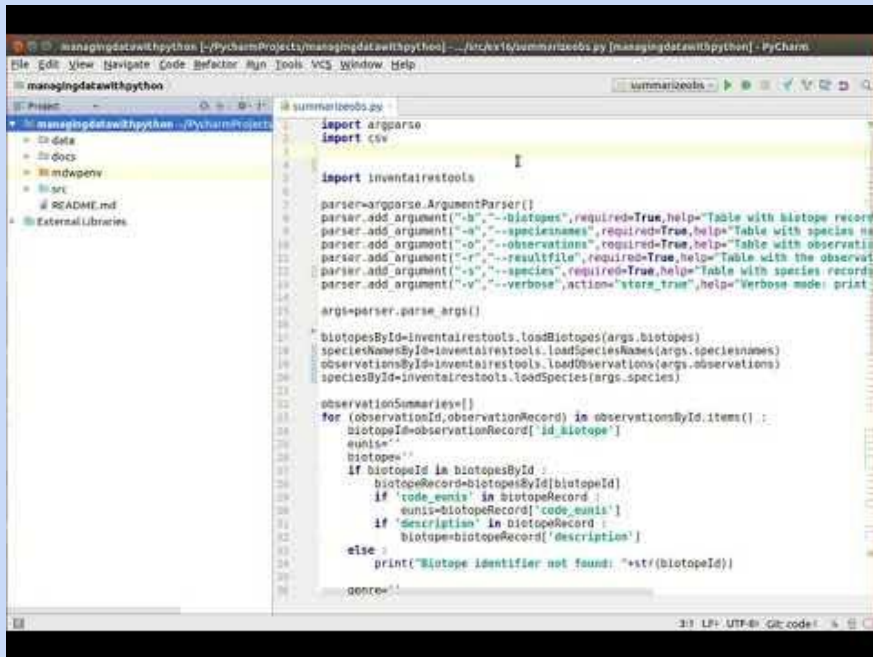 managingdatawithpython [~/PycharmProjects/managingdatawithpython] - .../src/ex16/summarizeobs.py [managingdatawithpython] - PyCharm
File Edit View Navigate Code Refactor Run Tools VCS Window Help
managingdatawithpython
summarizeobs
Project
summarizeobs.py
managingdatawithpython ~/PycharmProjects
data
docs
mdwpenv
src
README.md
External Libraries
import argparse
import csv
import inventairestools
parser=argparse.ArgumentParser()
parser.add_argument("-b","--biotopes",required=True,help="Table with biotope record
parser.add_argument("-n","--speciesnames",required=True,help="Table with species na
parser.add_argument("-o","--observations",required=True,help="Table with observatio
parser.add_argument("-r","--resultfile",required=True,help="Table with the observat
parser.add_argument("-s","--species",required=True,help="Table with species records
parser.add_argument("-v","--verbose",action="store_true",help="Verbose mode: print
args=parser.parse_args()
biotopesById=inventairestools.loadBiotopes(args.biotopes)
speciesNamesById=inventairestools.loadSpeciesNames(args.speciesnames)
observationsById=inventairestools.loadObservations(args.observations)
speciesById=inventairestools.loadSpecies(args.species)
observationSummaries=[]
for (observationId,observationRecord) in observationsById.items() :
biotopeId=observationRecord['id_biotope']
eunis=''
biotope=''
if biotopeId in biotopesById :
biotopeRecord=biotopesById[biotopeId]
if 'code_eunis' in biotopeRecord :
eunis=biotopeRecord['code_eunis']
if 'description' in biotopeRecord :
biotope=biotopeRecord['description']
else :
print("Biotope identifier not found: "+str(biotopeId))
genre=''
3:1 LF÷ UTF-8÷ Git: code÷